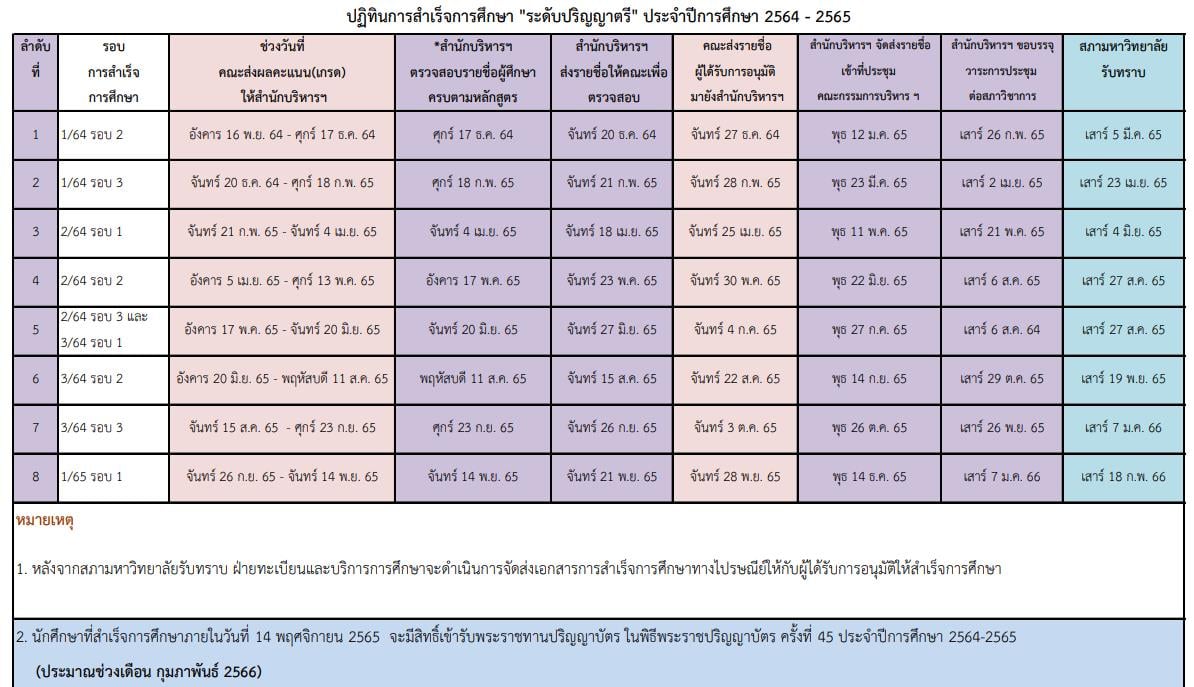 ปฏิทินการสำเร็จการศึกษา "ระดับปริญญาตรี" ประจำปีการศึกษา 2564 - 2565
ลำดับ ที่ รอบ การสำเร็จ การศึกษา ช่วงวันที่ คณะส่งผลคะแนน(เกรด) ให้สำนักบริหารฯ *สำนักบริหารฯ ตรวจสอบรายชื่อผู้ศึกษา ครบตามหลักสูตร สำนักบริหารฯ ส่งรายชื่อให้คณะเพื่อ ตรวจสอบ คณะส่งรายชื่อ ผู้ได้รับการอนุมัติ มายังสำนักบริหารฯ สำนักบริหารฯ จัดส่งรายชื่อ เข้าที่ประชุม คณะกรรมการบริหาร ฯ สำนักบริหารฯ ขอบรรจุ วาระการประชุม ต่อสภาวิชาการ สภามหาวิทยาลัย รับทราบ
1 1/64 รอบ 2 อังคาร 16 พ.ย. 64 - ศุกร์ 17 ธ.ค. 64 ศุกร์ 17 ธ.ค. 64 จันทร์ 20 ธ.ค. 64 จันทร์ 27 ธ.ค. 64 พุธ 12 ม.ค. 65 เสาร์ 26 ก.พ. 65 เสาร์ 5 มี.ค. 65
2 1/64 รอบ 3 จันทร์ 20 ธ.ค. 64 - ศุกร์ 18 ก.พ. 65 ศุกร์ 18 ก.พ. 65 จันทร์ 21 ก.พ. 65 จันทร์ 28 ก.พ. 65 พุธ 23 มี.ค. 65 เสาร์ 2 เม.ย. 65 เสาร์ 23 เม.ย. 65
3 2/64 รอบ 1 จันทร์ 21 ก.พ. 65 - จันทร์ 4 เม.ย. 65 จันทร์ 4 เม.ย. 65 จันทร์ 18 เม.ย. 65 จันทร์ 25 เม.ย. 65 พุธ 11 พ.ค. 65 เสาร์ 21 พ.ค. 65 เสาร์ 4 มิ.ย. 65
4 2/64 รอบ 2 อังคาร 5 เม.ย. 65 - ศุกร์ 13 พ.ค. 65 อังคาร 17 พ.ค. 65 จันทร์ 23 พ.ค. 65 จันทร์ 30 พ.ค. 65 พุธ 22 มิ.ย. 65 เสาร์ 6 ส.ค. 65 เสาร์ 27 ส.ค. 65
5 2/64 รอบ 3 และ 3/64 รอบ 1 อังคาร 17 พ.ค. 65 - จันทร์ 20 มิ.ย. 65 จันทร์ 20 มิ.ย. 65 จันทร์ 27 มิ.ย. 65 จันทร์ 4 ก.ค. 65 พุธ 27 ก.ค. 65 เสาร์ 6 ส.ค. 64 เสาร์ 27 ส.ค. 65
6 3/64 รอบ 2 อังคาร 20 มิ.ย. 65 - พฤหัสบดี 11 ส.ค. 65 พฤหัสบดี 11 ส.ค. 65 จันทร์ 15 ส.ค. 65 จันทร์ 22 ส.ค. 65 พุธ 14 ก.ย. 65 เสาร์ 29 ต.ค. 65 เสาร์ 19 พ.ย. 65
7 3/64 รอบ 3 จันทร์ 15 ส.ค. 65 - ศุกร์ 23 ก.ย. 65 ศุกร์ 23 ก.ย. 65 จันทร์ 26 ก.ย. 65 จันทร์ 3 ต.ค. 65 พุธ 26 ต.ค. 65 เสาร์ 26 พ.ย. 65 เสาร์ 7 ม.ค. 66
8 1/65 รอบ 1 จันทร์ 26 ก.ย. 65 - จันทร์ 14 พ.ย. 65 จันทร์ 14 พ.ย. 65 จันทร์ 21 พ.ย. 65 จันทร์ 28 พ.ย. 65 พุธ 14 ธ.ค. 65 เสาร์ 7 ม.ค. 66 เสาร์ 18 ก.พ. 66
หมายเหตุ
1. หลังจากสภามหาวิทยาลัยรับทราบ ฝ่ายทะเบียนและบริการการศึกษาจะดำเนินการจัดส่งเอกสารการสำเร็จการศึกษาทางไปรษณีย์ให้กับผู้ได้รับการอนุมัติให้สำเร็จการศึกษา
2. นักศึกษาที่สำเร็จการศึกษาภายในวันที่ 14 พฤศจิกายน 2565 จะมีสิทธิ์เข้ารับพระราชทานปริญญาบัตร ในพิธีพระราชปริญญาบัตร ครั้งที่ 45 ประจำปีการศึกษา 2564-2565
(ประมาณช่วงเดือน กุมภาพันธ์ 2566)